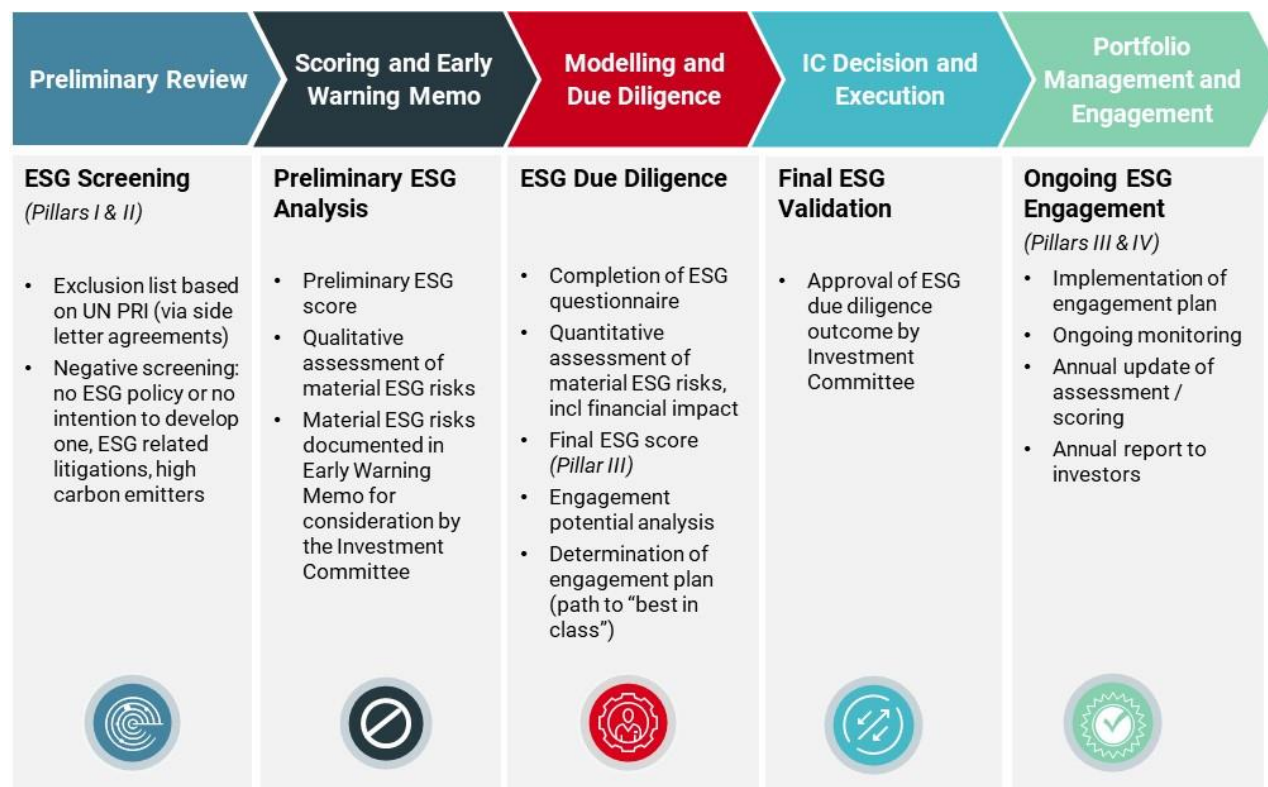 Preliminary Review
Scoring and Early
Warning Memo
Modelling and
Due Diligence
IC Decision and
Execution
Portfolio
Management and
Engagement
ESG Screening
(Pillars I & II)
• Exclusion list based
on UN PRI (via side
letter agreements)
• Negative screening:
no ESG policy or no
intention to develop
one, ESG related
litigations, high
carbon emitters
Preliminary ESG
Analysis
• Preliminary ESG
score
• Qualitative
assessment of
material ESG risks
• Material ESG risks
documented in
Early Warning
Memo for
consideration by
the Investment
Committee
ESG Due Diligence
• Completion of ESG
questionnaire
• Quantitative
assessment of
material ESG risks,
incl financial impact
• Final ESG score
(Pillar III)
• Engagement
potential analysis
• Determination of
engagement plan
(path to “best in
class”)
Final ESG
Validation
• Approval of ESG
due diligence
outcome by
Investment
Committee
Ongoing ESG
Engagement
(Pillars III & IV)
• Implementation of
engagement plan
• Ongoing monitoring
• Annual update of
assessment /
scoring
• Annual report to
investors